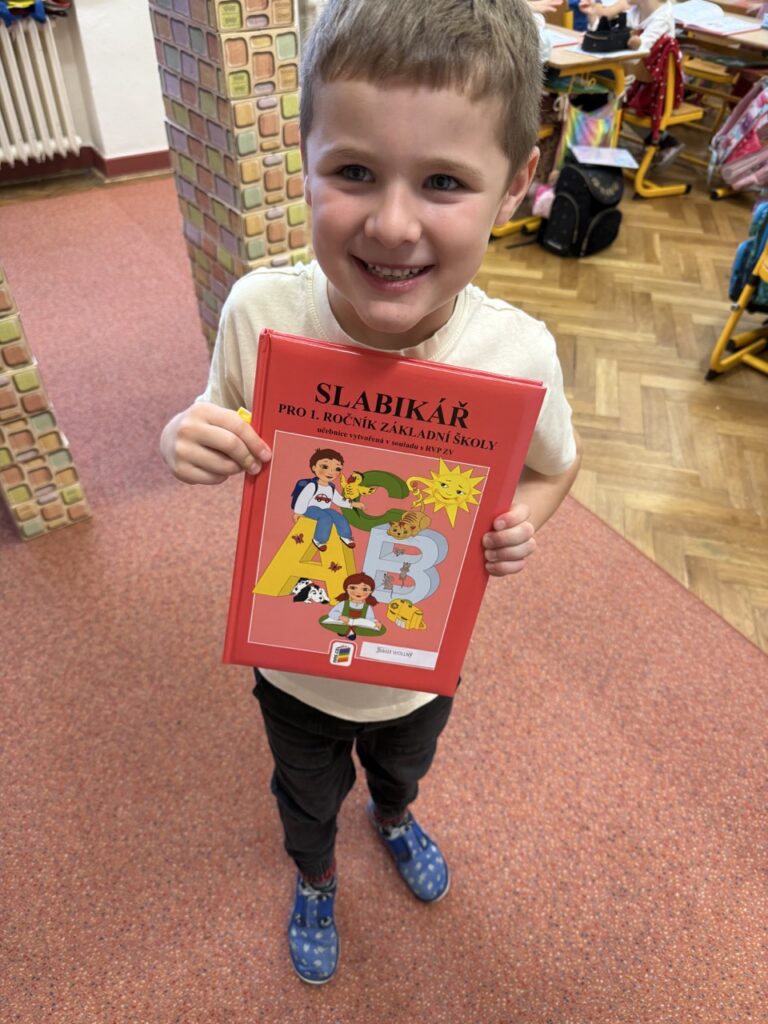 SLABIKÁŘ
PRO 1. ROČNÍK ZÁKLADNÍ ŠKOLY
učebnice vytvořená v souladu s RVP ZV
C
A B